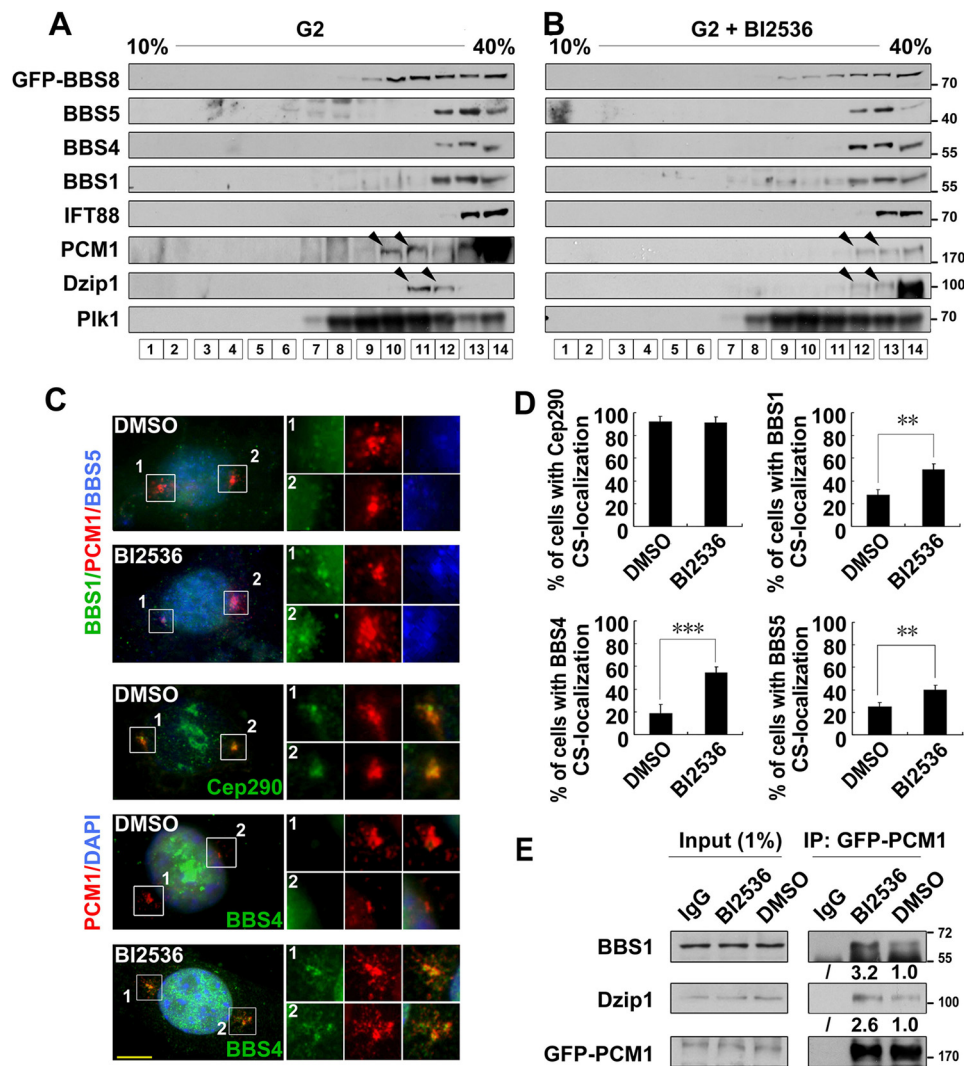 A
G2
10%
40%
GFP-BBS8
BBS5
BBS4
BBS1
IFT88
PCM1
Dzip1
Plk1
1 2 3 4 5 6 7 8 9 10 11 12 13 14
B
G2 + BI2536
10%
40%
70
40
55
55
70
170
100
70
1 2 3 4 5 6 7 8 9 10 11 12 13 14
C
BBS1/PCM1/BBS5
DMSO
1
2
1
2
BI2536
1
2
1
2
PCM1/DAPI
DMSO
1
2
Cep290
1
2
DMSO
1
2
BBS4
1
2
BI2536
1
2
BBS4
1
2
D
% of cells with Cep290
CS-localization
100
80
60
40
20
0
DMSO
BI2536
% of cells with BBS1
CS-localization
100
80
60
40
20
0
**
DMSO
BI2536
% of cells with BBS4
CS-localization
100
80
60
40
20
0
***
DMSO
BI2536
% of cells with BBS5
CS-localization
100
80
60
40
20
0
**
DMSO
BI2536
E
Input (1%)
IP: GFP-PCM1
IgG
BI2536
DMSO
IgG
BI2536
DMSO
BBS1
72
55
/ 3.2 1.0
Dzip1
100
/ 2.6 1.0
GFP-PCM1
170